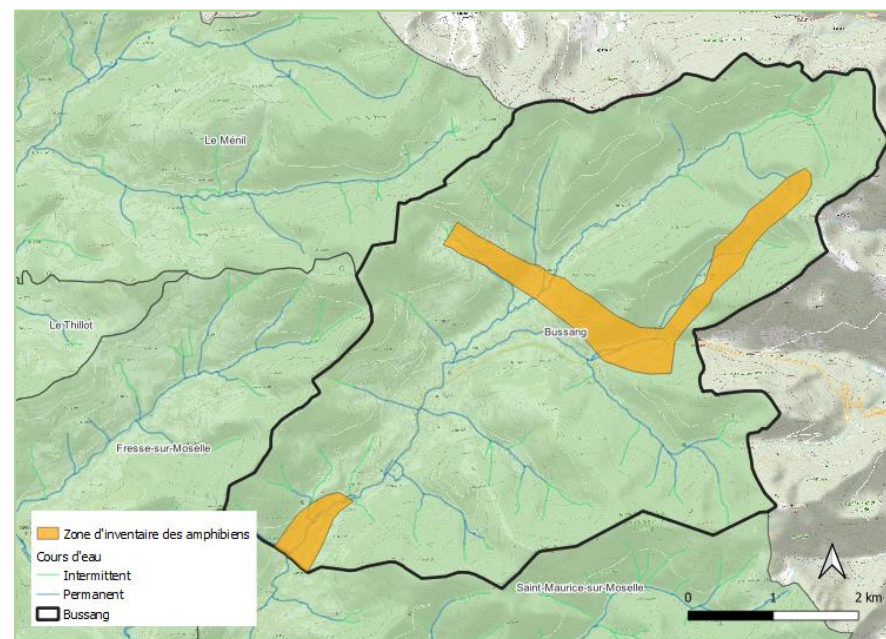 Le Ménil
Le Thillot
Bussang
Fresse-sur-Moselle
Zone d'inventaire des amphibiens
Cours d'eau
Intermittent
Permanent
Bussang
Saint-Maurice-sur-Moselle
0 1 2 km